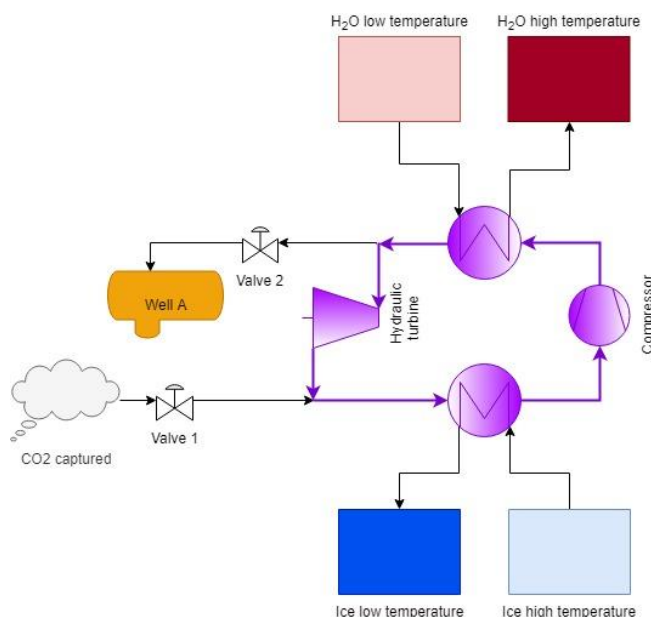 H₂O low temperature
H₂O high temperature
Valve 2
Well A
Hydraulic
turbine
Compressor
Valve 1
CO2 captured
Ice low temperature
Ice high temperature